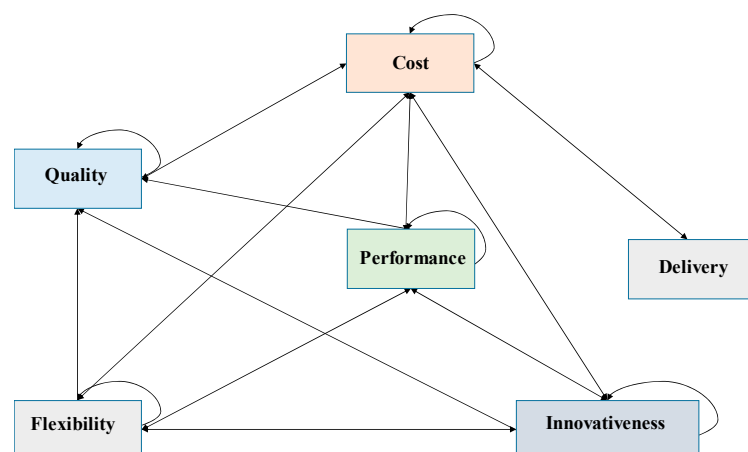 Cost
Quality
Performance
Delivery
Flexibility
Innovativeness